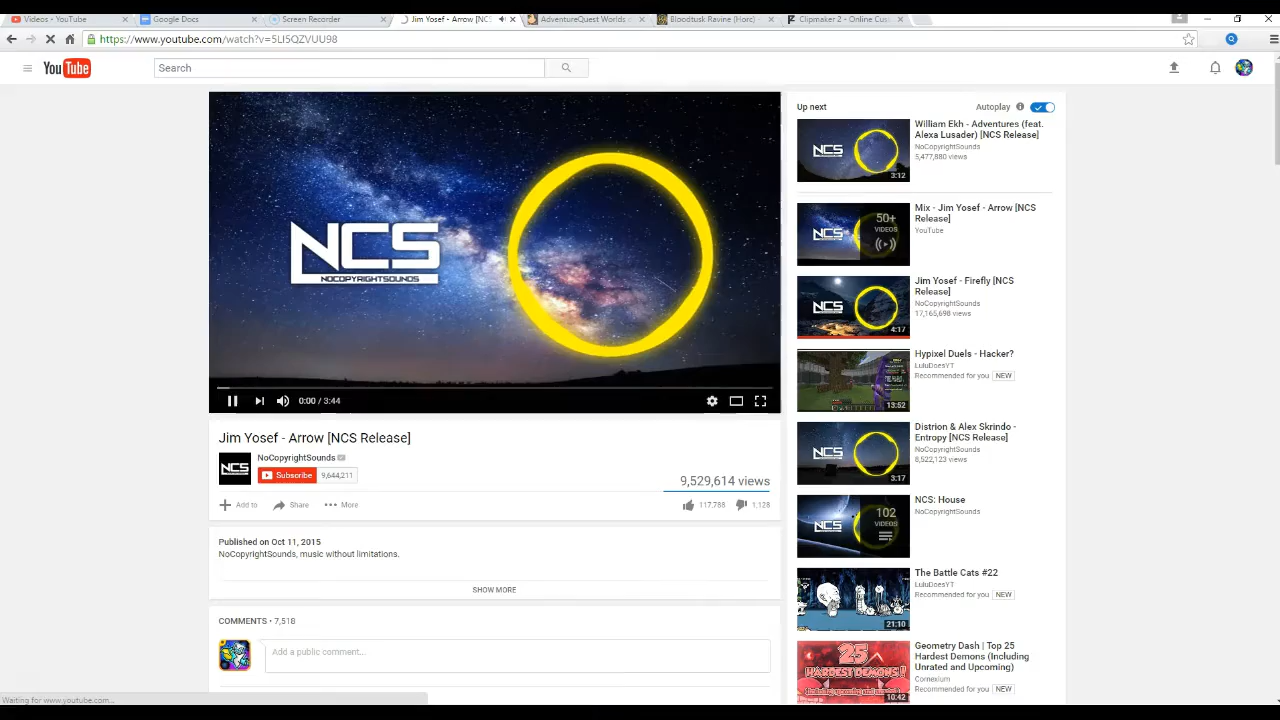 Videos - YouTube
Google Docs
Screen Recorder
Jim Yosef - Arrow [NCS
AdventureQuest Worlds
Bloodtusk Ravine (Horc)
Clipmaker 2 - Online Cus
https://www.youtube.com/watch?v=5LI5QZVUU98
YouTube
Search
NCS
NOCOPYRIGHTSOUNDS
0:00 / 3:44
Jim Yosef - Arrow [NCS Release]
NCS
NoCopyrightSounds
Subscribe 9,644,211
9,529,614 views
Add to Share More 117,788 1,128
Published on Oct 11, 2015
NoCopyrightSounds, music without limitations.
SHOW MORE
COMMENTS • 7,518
Add a public comment...
Waiting for www.youtube.com...
Up next Autoplay
NCS
3:12
William Ekh - Adventures (feat.
Alexa Lusader) [NCS Release]
NoCopyrightSounds
5,477,880 views
NCS
50+
VIDEOS
Mix - Jim Yosef - Arrow [NCS
Release]
YouTube
NCS
4:17
Jim Yosef - Firefly [NCS
Release]
NoCopyrightSounds
17,165,698 views
13:52
Hypixel Duels - Hacker?
LuluDoesYT
Recommended for you NEW
NCS
3:17
Distrion & Alex Skrindo -
Entropy [NCS Release]
NoCopyrightSounds
8,522,123 views
NCS
102
VIDEOS
NCS: House
NoCopyrightSounds
21:10
The Battle Cats #22
LuluDoesYT
Recommended for you NEW
25
HARDEST DEMONS!!
10:42
Geometry Dash | Top 25
Hardest Demons (Including
Unrated and Upcoming)
Cornexium
Recommended for you NEW